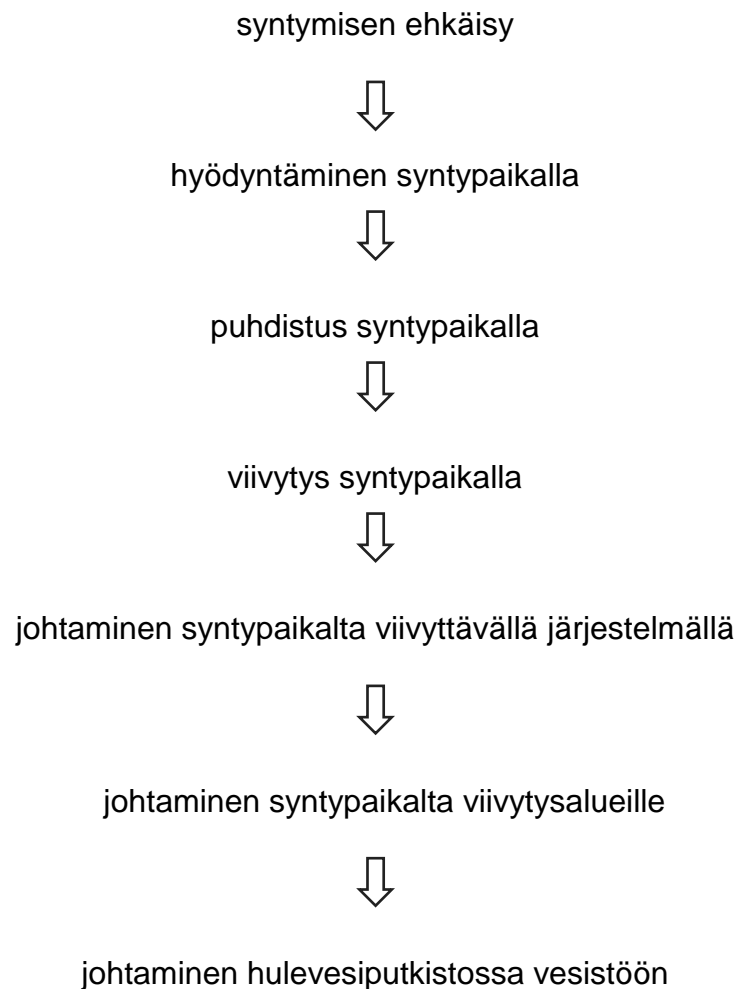 syntymisen ehkäisy
hyödyntäminen syntypaikalla
puhdistus syntypaikalla
viivytys syntypaikalla
johtaminen syntypaikalta viivyttävällä järjestelmällä
johtaminen syntypaikalta viivytysalueille
johtaminen hulevesiputkistossa vesistöön